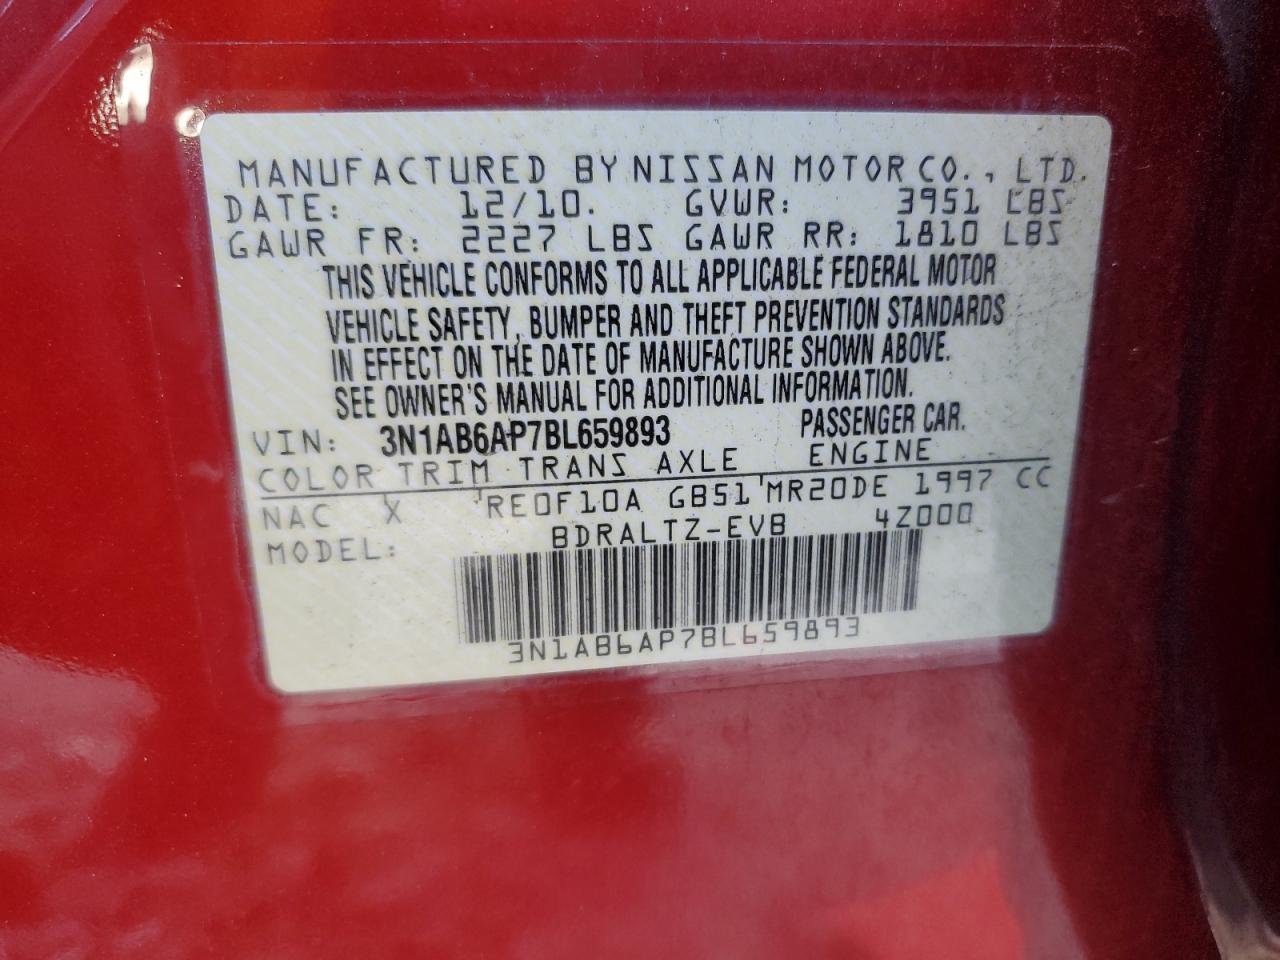 MANUFACTURED BY NISSAN MOTOR CO., LTD.
DATE: 12/10. GVWR: 3951 LBS
GAWR FR: 2227 LBS GAWR RR: 1810 LBS
THIS VEHICLE CONFORMS TO ALL APPLICABLE FEDERAL MOTOR
VEHICLE SAFETY, BUMPER AND THEFT PREVENTION STANDARDS
IN EFFECT ON THE DATE OF MANUFACTURE SHOWN ABOVE.
SEE OWNER'S MANUAL FOR ADDITIONAL INFORMATION.
VIN: 3N1AB6AP7BL659893 PASSENGER CAR.
COLOR TRIM TRANS AXLE ENGINE
NAC X RE0F10A GB51 MR20DE 1997 CC
MODEL: BDRALTZ-EVB 4Z000
3N1AB6AP7BL659893